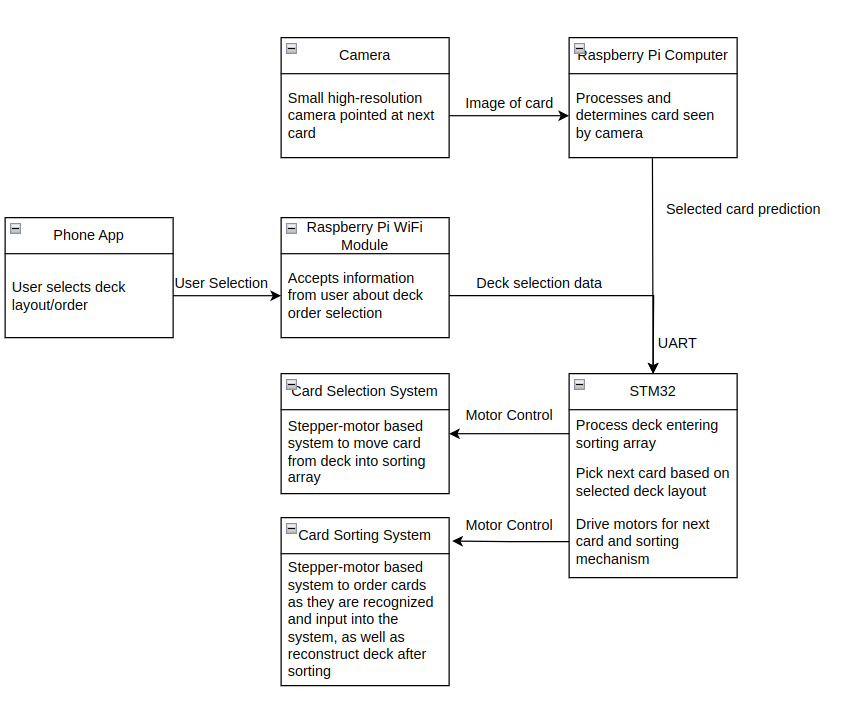 Camera
Small high-resolution
camera pointed at next
card
Image of card
Raspberry Pi Computer
Processes and
determines card seen
by camera
Selected card prediction
Phone App
User selects deck
layout/order
User Selection
Raspberry Pi WiFi
Module
Accepts information
from user about deck
order selection
Deck selection data
UART
Card Selection System
Stepper-motor based
system to move card
from deck into sorting
array
Motor Control
STM32
Process deck entering
sorting array
Pick next card based on
selected deck layout
Drive motors for next
card and sorting
mechanism
Motor Control
Card Sorting System
Stepper-motor based
system to order cards
as they are recognized
and input into the
system, as well as
reconstruct deck after
sorting